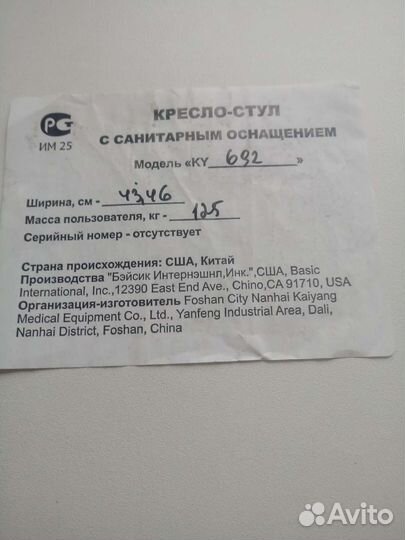 РСТ
ИМ 25
КРЕСЛО-СТУЛ
С САНИТАРНЫМ ОСНАЩЕНИЕМ
Модель «KY 692 »
Ширина, см - 43,46
Масса пользователя, кг - 125
Серийный номер - отсутствует
Страна происхождения: США, Китай
Производства "Бэйсик Интернэшнл,Инк.",США, Basic
International, Inc.,12390 East End Ave., Chino,CA 91710, USA
Организация-изготовитель Foshan City Nanhai Kaiyang
Medical Equipment Co., Ltd., Yanfeng Industrial Area, Dali,
Nanhai District, Foshan, China
Avito